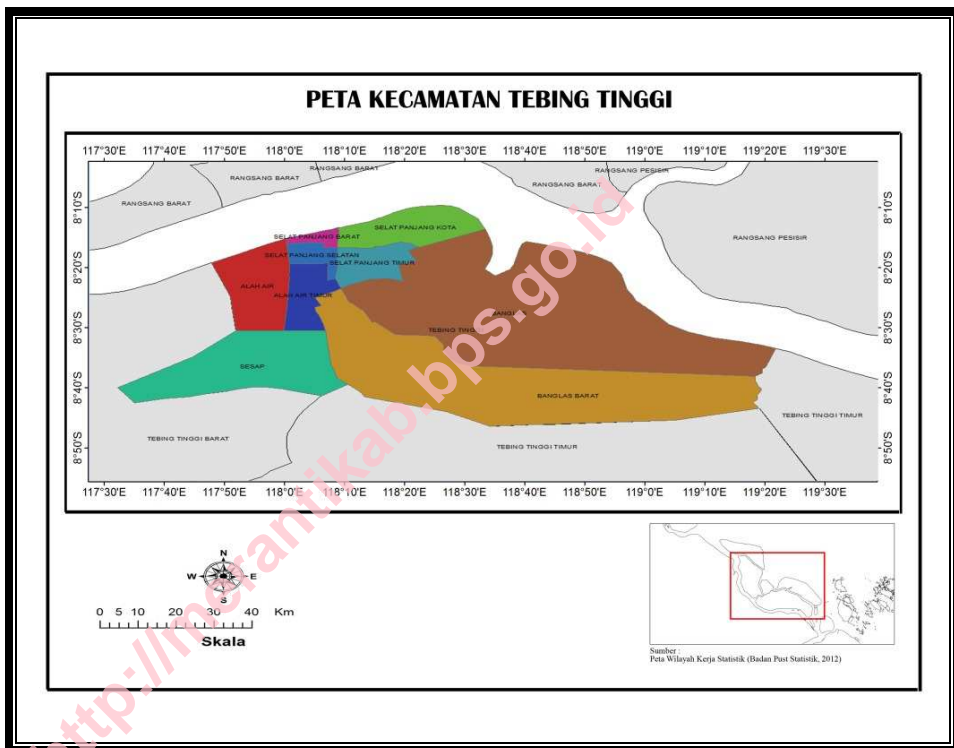 PETA KECAMATAN TEBING TINGGI
117°30'E 117°40'E 117°50'E 118°0'E 118°10'E 118°20'E 118°30'E 118°40'E 118°50'E 119°0'E 119°10'E 119°20'E 119°30'E
RANGSANG BARAT
RANGSANG BARAT
RANGSANG BARAT
RANGSANG BARAT
RANGSANG PESISIR
RANGSANG PESISIR
8°10'S 8°10'S
8°20'S 8°20'S
8°30'S 8°30'S
8°40'S 8°40'S
8°50'S 8°50'S
SELAT PANJANG KOTA
SELAT PANJANG BARAT
SELAT PANJANG SELATAN
SELAT PANJANG TIMUR
ALAH AIR
ALAH AIR TIMUR
TEBING
SESAP
BANGLAS BARAT
TEBING TINGGI BARAT
TEBING TINGGI TIMUR
TEBING TINGGI TIMUR
117°30'E 117°40'E 117°50'E 118°0'E 118°10'E 118°20'E 118°30'E 118°40'E 118°50'E 119°0'E 119°10'E 119°20'E 119°30'E
N
W E
S
0 5 10 20 30 40 Km
Skala
Sumber :
Peta Wilayah Kerja Statistik (Badan Pust Statistik, 2012)
http://merantikab.bps.go.id